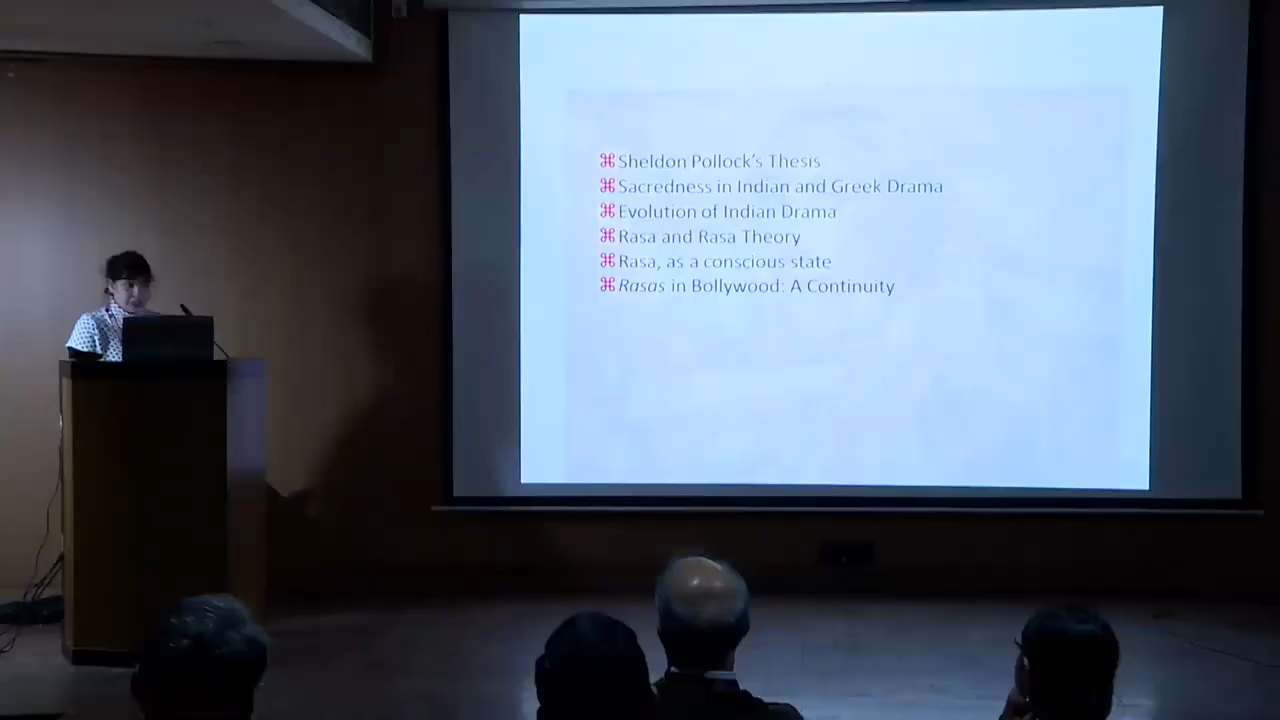 ⌘Sheldon Pollock's Thesis
⌘Sacredness in Indian and Greek Drama
⌘Evolution of Indian Drama
⌘Rasa and Rasa Theory
⌘Rasa, as a conscious state
⌘Rasas in Bollywood: A Continuity